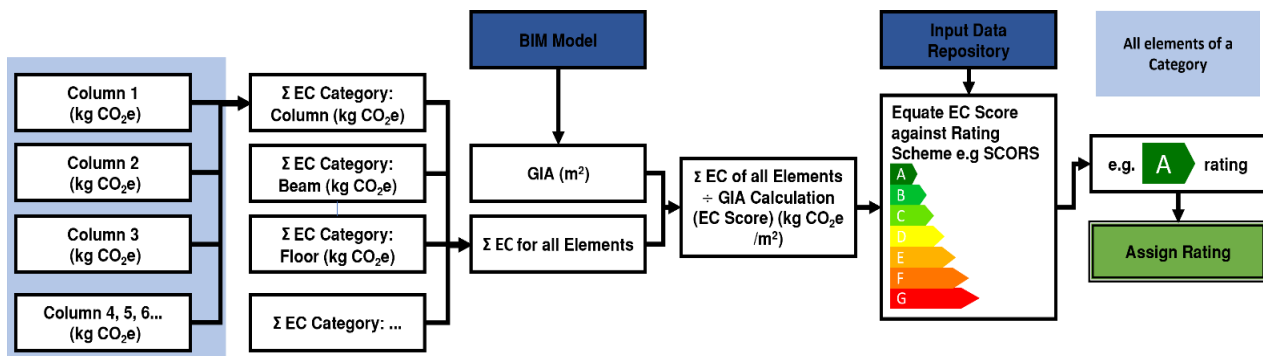 Column 1
(kg CO₂e)
Column 2
(kg CO₂e)
Column 3
(kg CO₂e)
Column 4, 5, 6...
(kg CO₂e)
Σ EC Category:
Column (kg CO₂e)
Σ EC Category:
Beam (kg CO₂e)
Σ EC Category:
Floor (kg CO₂e)
Σ EC Category: ...
BIM Model
GIA (m²)
Σ EC for all Elements
Σ EC of all Elements
÷ GIA Calculation
(EC Score) (kg CO₂e
/m²)
Input Data
Repository
Equate EC Score
against Rating
Scheme e.g SCORS
A
B
C
D
E
F
G
All elements of a
Category
e.g. A rating
Assign Rating